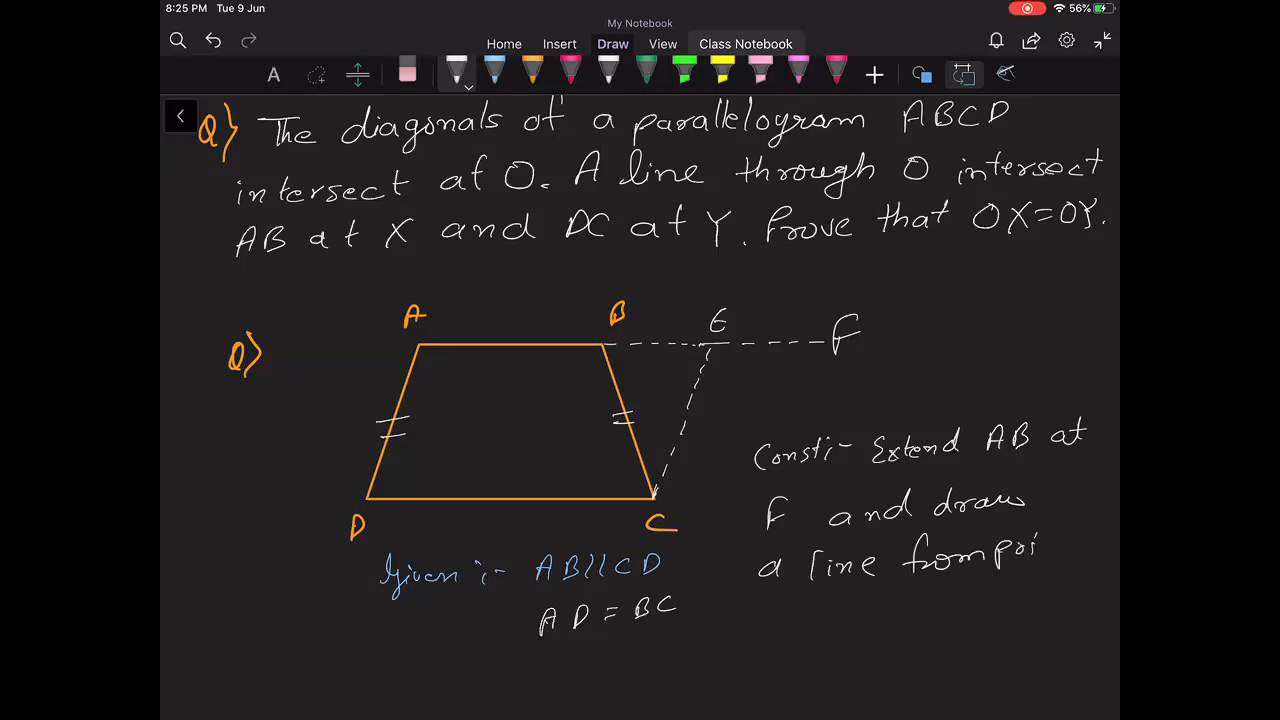 8:25 PM Tue 9 Jun
56%
My Notebook
Home Insert Draw View Class Notebook
A
Q) The diagonals of a parallelogram ABCD
intersect at O. A line through O intersect
AB at X and DC at Y. Prove that OX=OY.
A B E F
Q)
D C
Given :- AB||CD
AD = BC
Const:- Extend AB at
F and draw
a line from poi